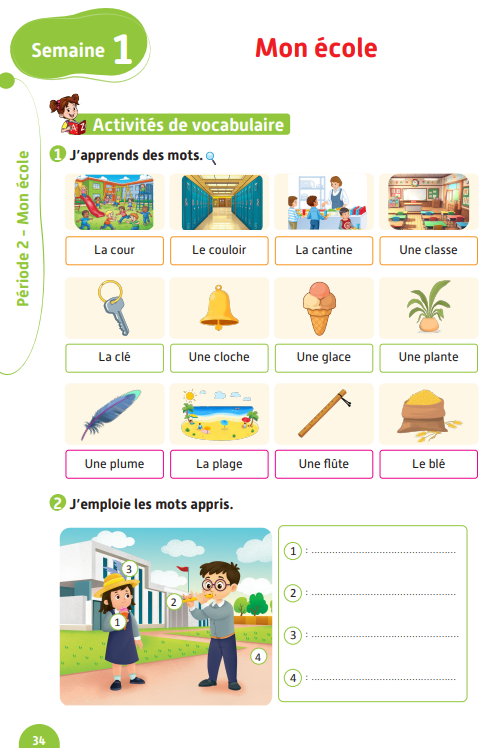 Semaine 1
Mon école
Période 2 - Mon école
A Z
Activités de vocabulaire
1 J'apprends des mots.
La cour Le couloir La cantine Une classe
La clé Une cloche Une glace Une plante
Une plume La plage Une flûte Le blé
2 J'emploie les mots appris.
3
2
1
4
1 : ................................................
2 : ................................................
3 : ................................................
4 : ................................................
34